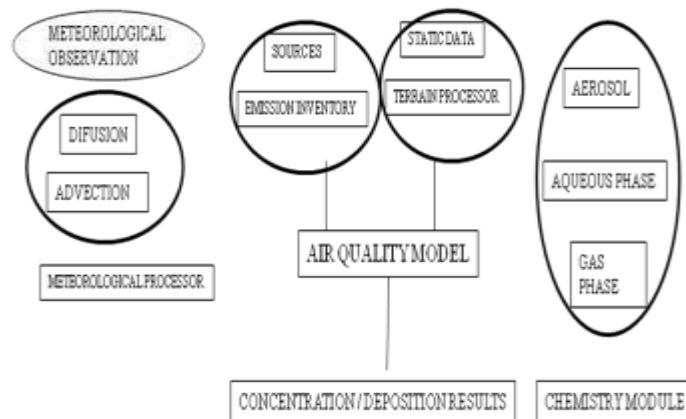 METEOROLOGICAL
OBSERVATION
DIFUSION
ADVECTION
METEOROLOGICAL PROCESSOR
SOURCES
EMISSION INVENTORY
STATIC DATA
TERRAIN PROCESSOR
AIR QUALITY MODEL
CONCENTRATION / DEPOSITION RESULTS
AEROSOL
AQUEOUS PHASE
GAS
PHASE
CHEMISTRY MODULE